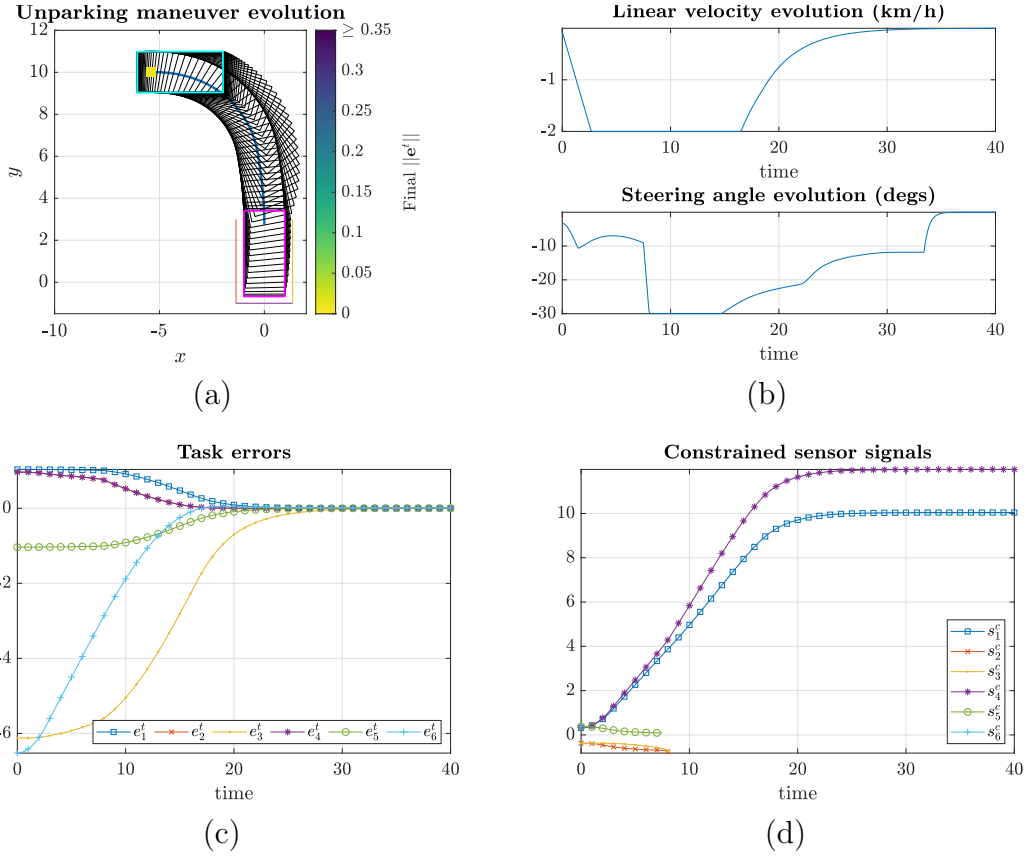 Unparking maneuver evolution
12
10
8
6
4
2
0
y
-10
-5
0
x
≥ 0.35
0.3
0.25
0.2
0.15
0.1
0.05
0
Final ||e^t||
(a)
Linear velocity evolution (km/h)
-1
-2
0
10
20
30
40
time
Steering angle evolution (degs)
-10
-20
-30
0
10
20
30
40
time
(b)
Task errors
0
-2
-4
-6
0
10
20
30
40
time
e_1^t
e_2^t
e_3^t
e_4^t
e_5^t
e_6^t
(c)
Constrained sensor signals
10
8
6
4
2
0
0
10
20
30
40
time
s_1^c
s_2^c
s_3^c
s_4^c
s_5^c
s_6^c
(d)